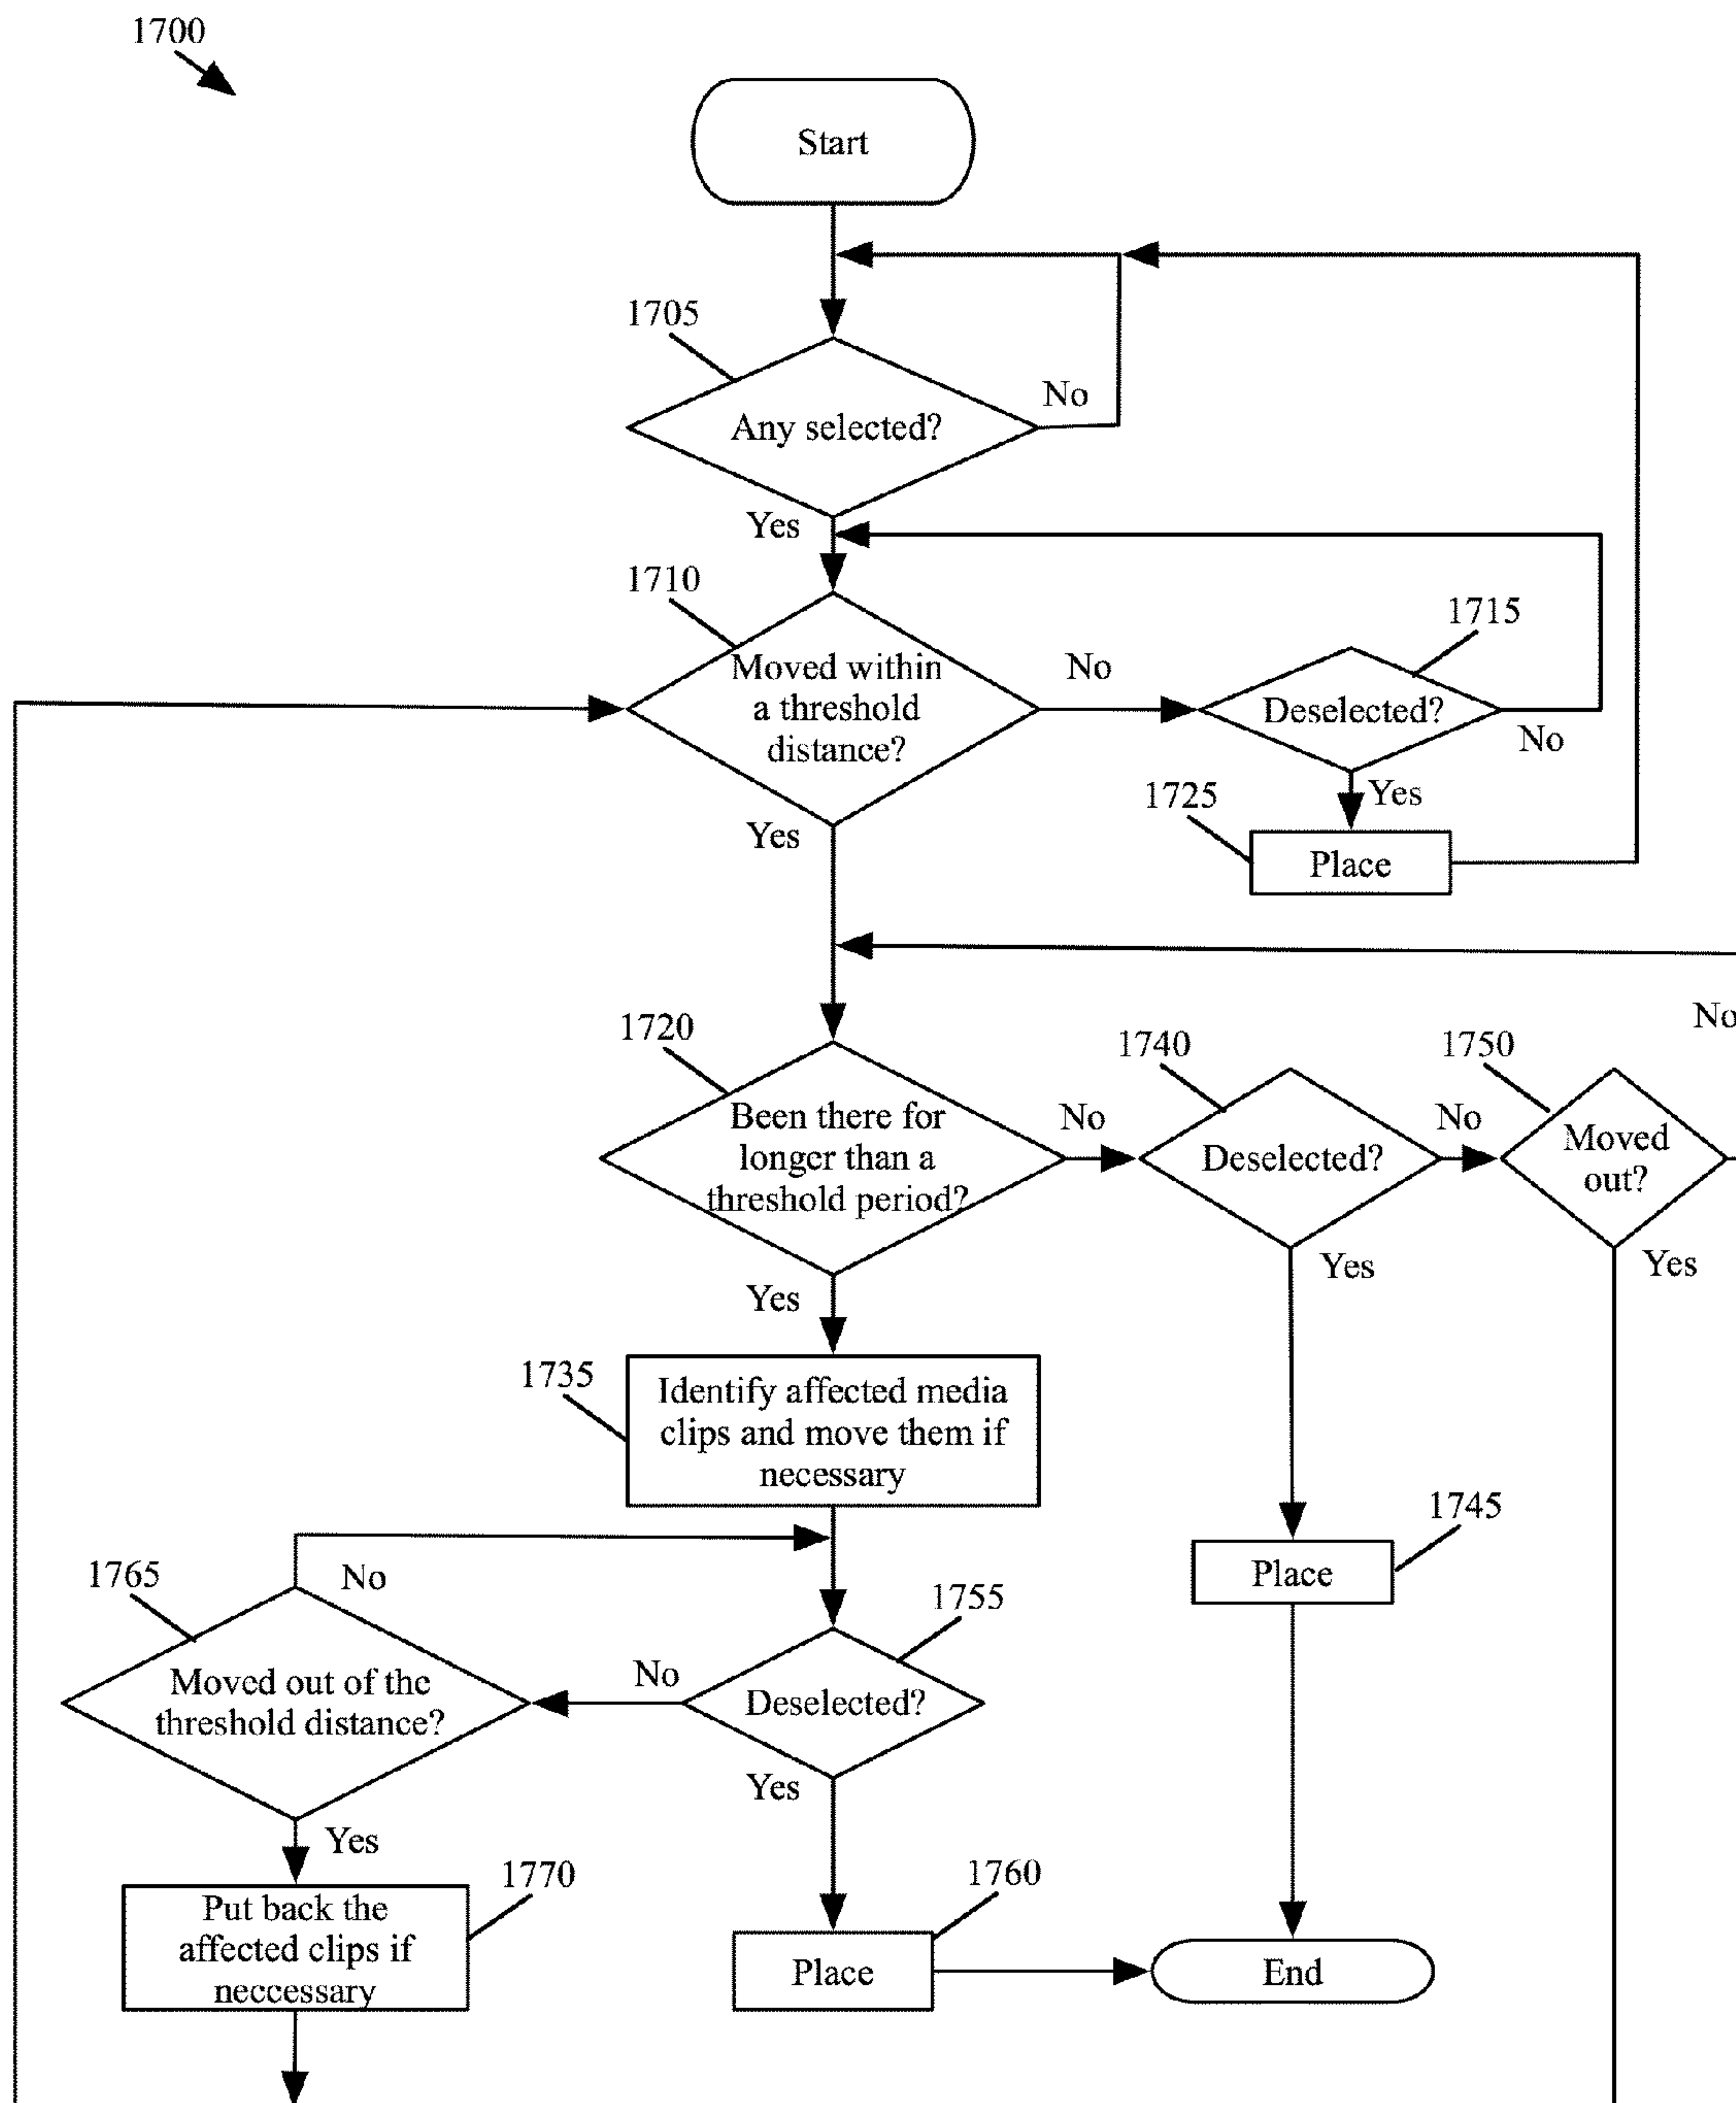 1700
Start
1705
Any selected?
No
Yes
1710
Moved within
a threshold
distance?
No
1715
Deselected?
No
Yes
Yes
1725
Place
No
1720
Been there for
longer than a
threshold period?
No
1740
Deselected?
No
1750
Moved
out?
Yes
Yes
Yes
1735
Identify affected media
clips and move them if
necessary
1745
Place
1765
No
Moved out of the
threshold distance?
No
1755
Deselected?
Yes
Yes
1770
Put back the
affected clips if
neccessary
1760
Place
End